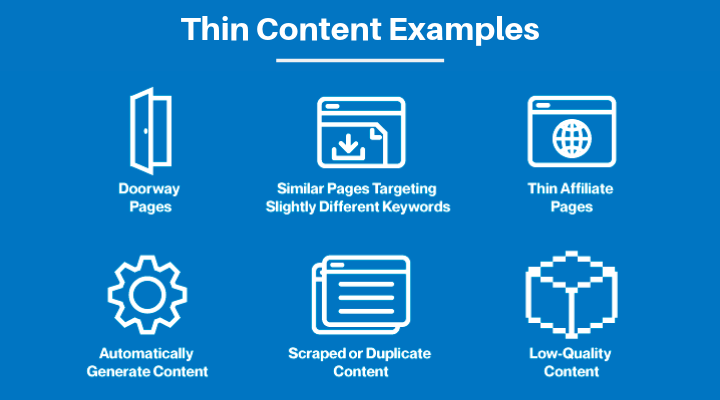 Thin Content Examples
Doorway
Pages
Similar Pages Targeting
Slightly Different Keywords
Thin Affiliate
Pages
Automatically
Generate Content
Scraped or Duplicate
Content
Low-Quality
Content